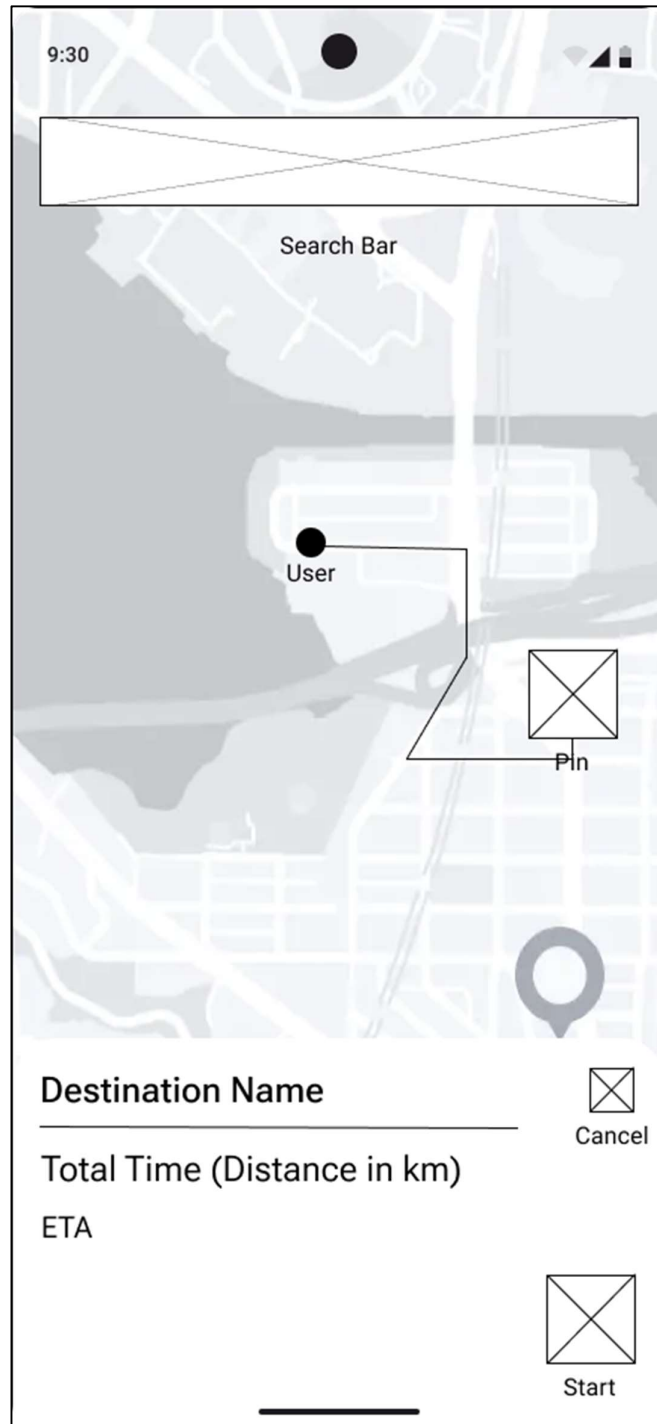 9:30
Search Bar
User
Pin
Destination Name
Cancel
Total Time (Distance in km)
ETA
Start